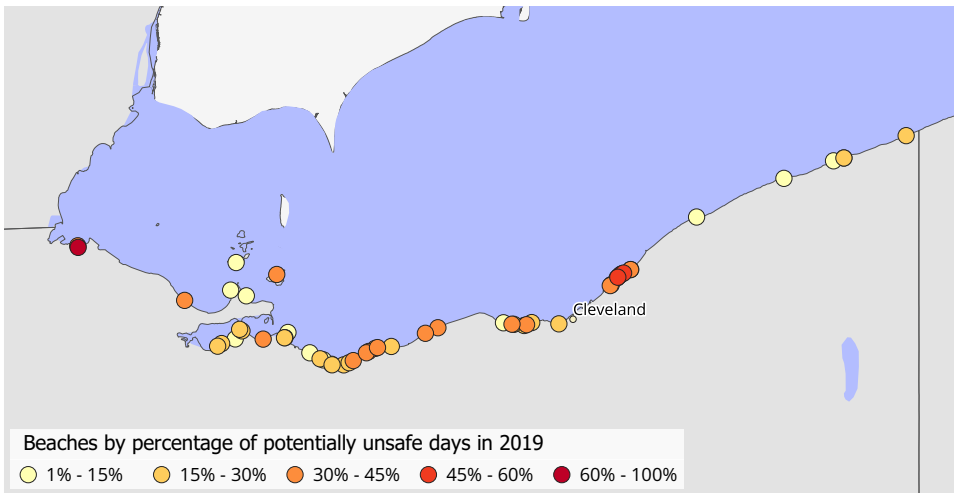 Cleveland
Beaches by percentage of potentially unsafe days in 2019
1% - 15% 15% - 30% 30% - 45% 45% - 60% 60% - 100%